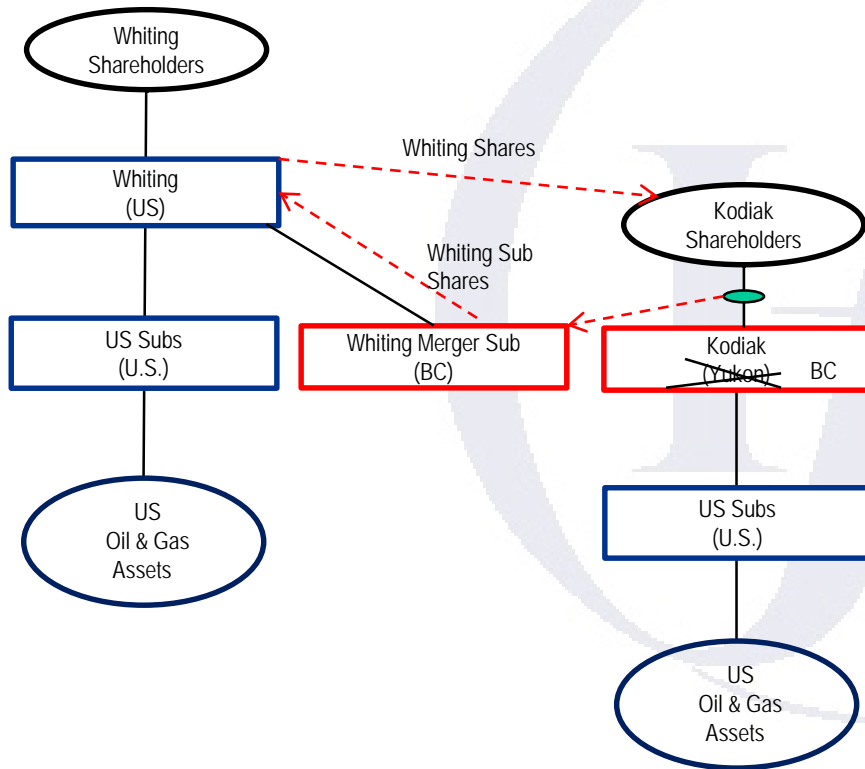 Whiting
Shareholders
Whiting Shares
Whiting
(US)
Kodiak
Shareholders
Whiting Sub
Shares
US Subs
(U.S.)
Whiting Merger Sub
(BC)
Kodiak
(Yukon)
BC
US
Oil & Gas
Assets
US Subs
(U.S.)
US
Oil & Gas
Assets